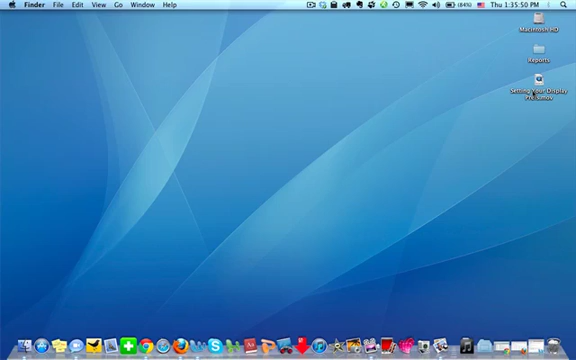 Finder File Edit View Go Window Help (84%) Thu 1:35:50 PM
Macintosh HD
Reports
Setting Your Display